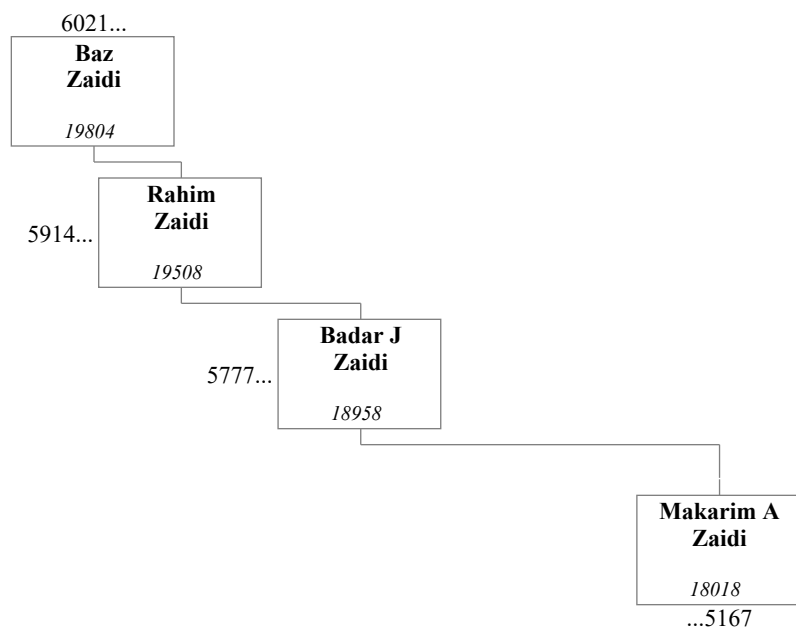 6021...
Baz
Zaidi
19804
Rahim
Zaidi
5914...
19508
Badar J
Zaidi
5777...
18958
Makarim A
Zaidi
18018
...5167